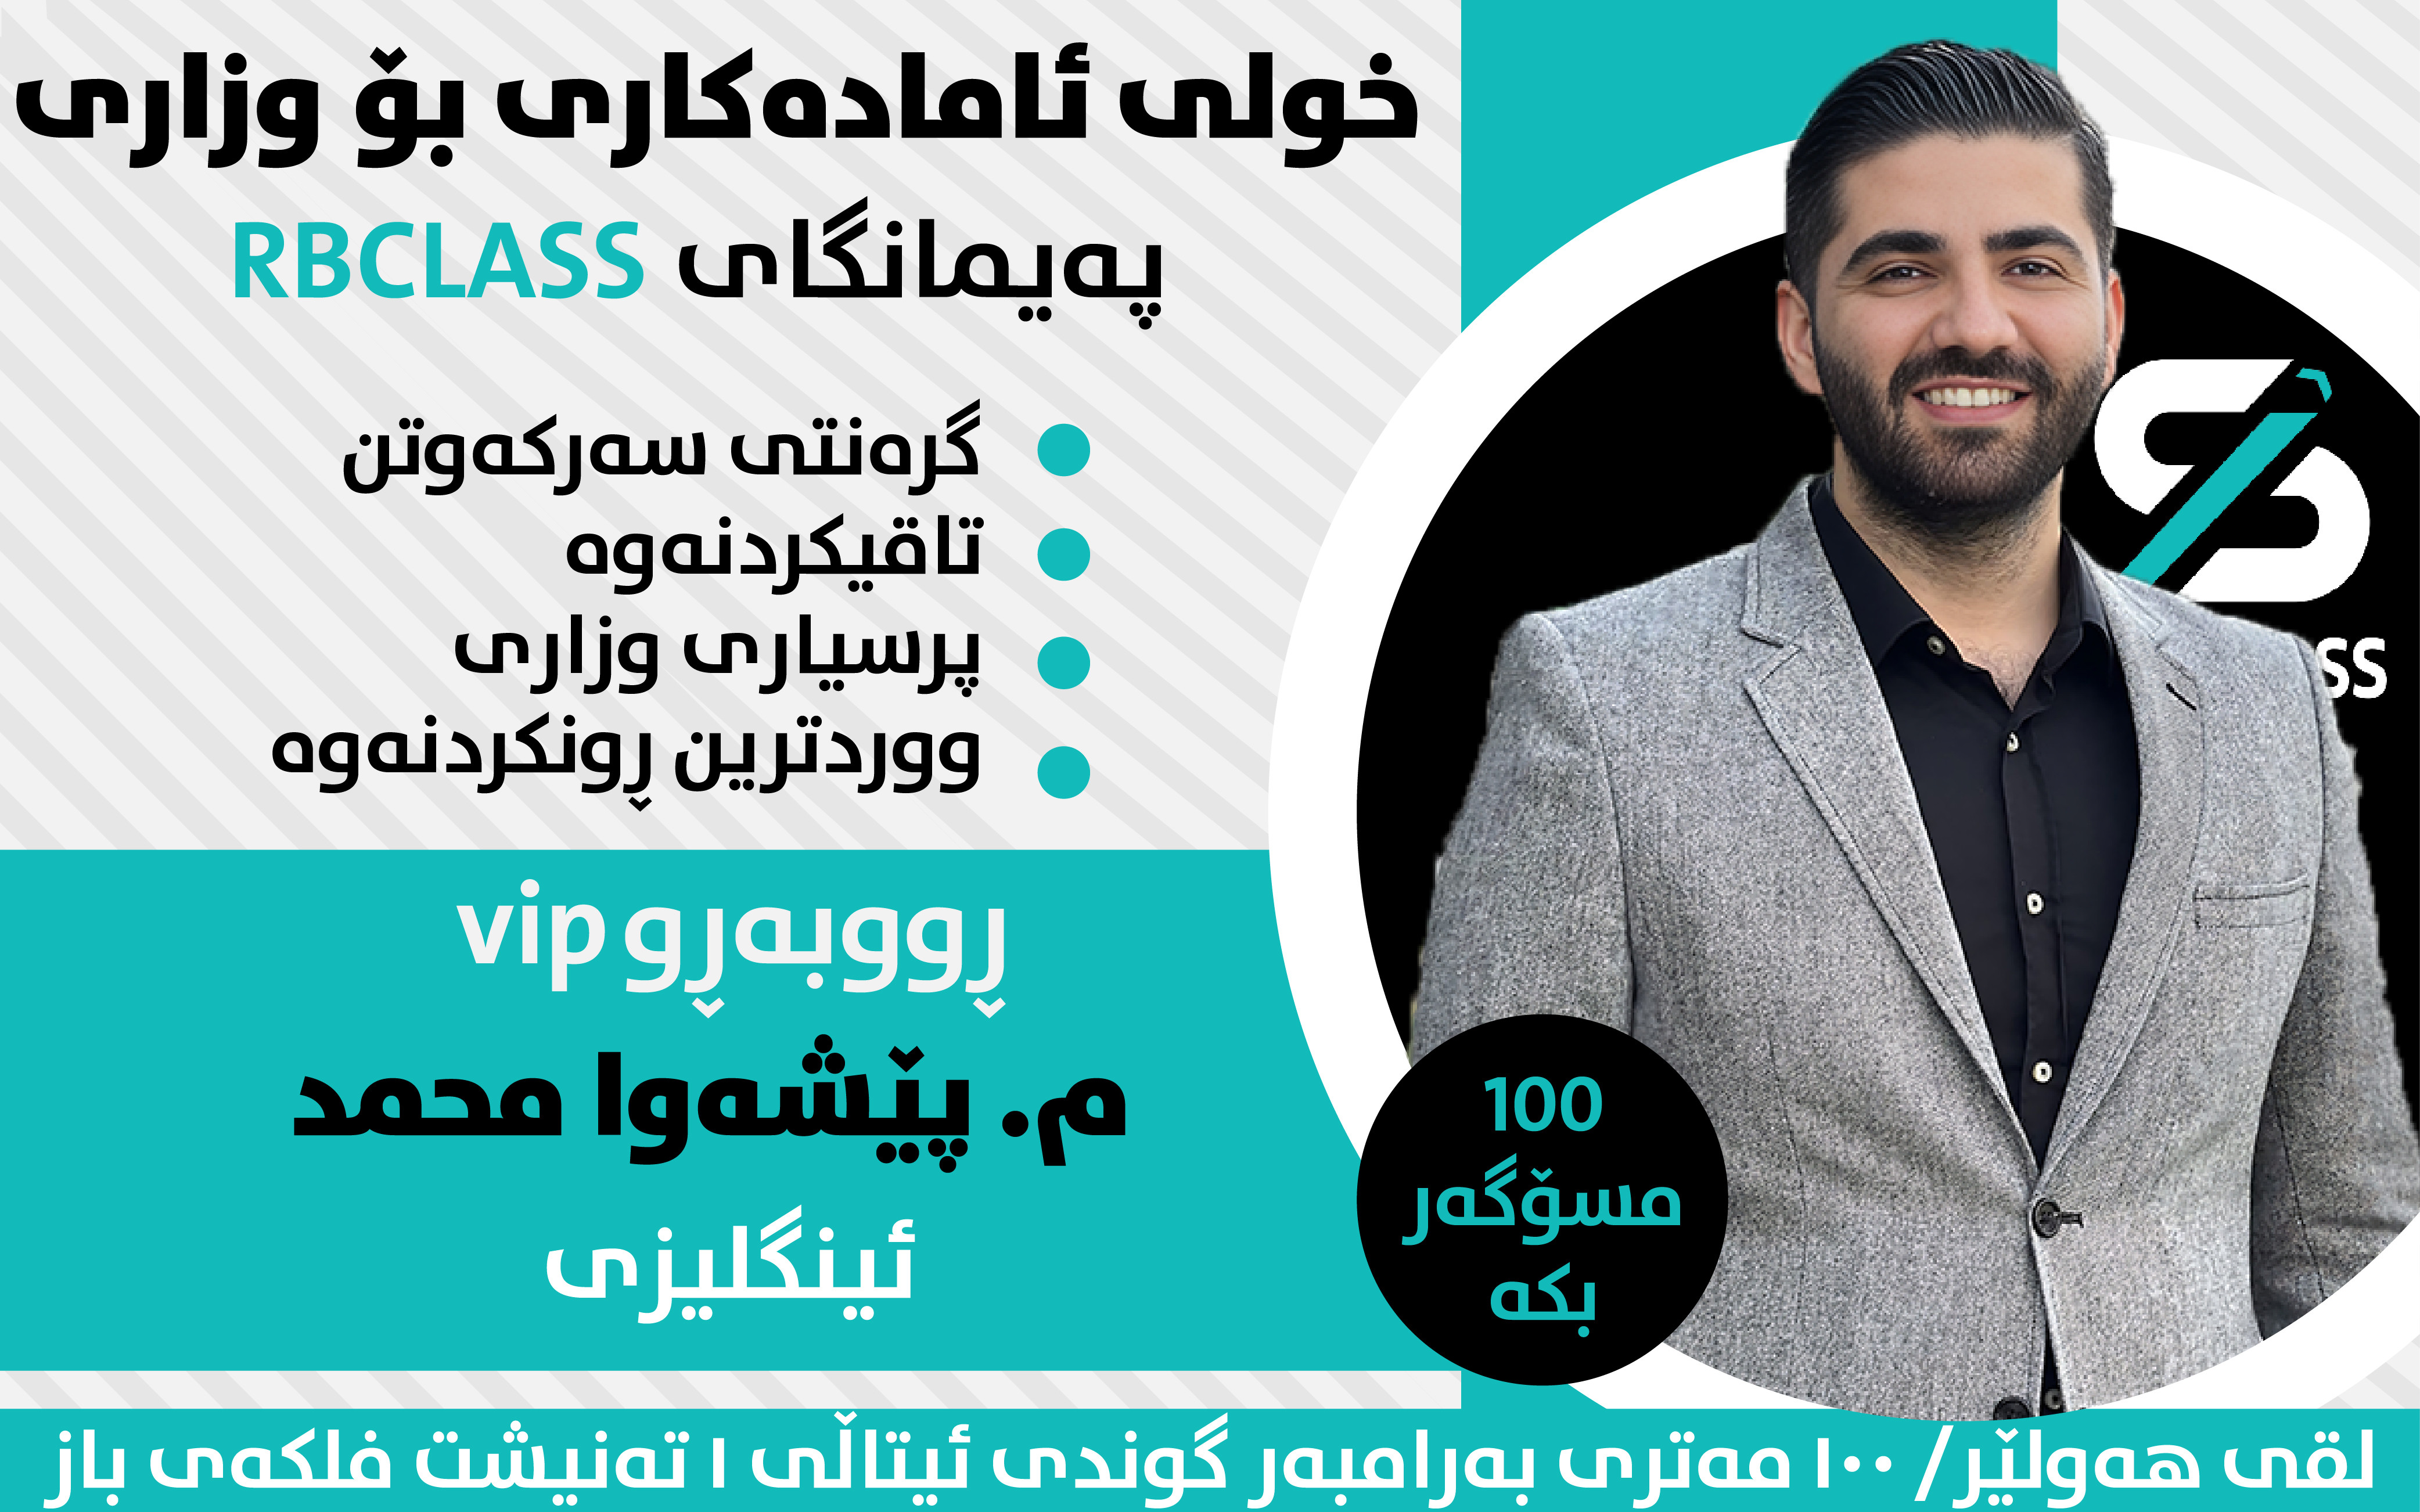 خولی ئامادەکاری بۆ وزاری
پەیمانگای RBCLASS
گرەنتی سەرکەوتن
تاقیکردنەوە
پرسیاری وزاری
ووردترین ڕونکردنەوە
ڕووبەڕو vip
م. پێشەوا محمد
ئینگلیزی
SS
100
مسۆگەر
بکە
لقی هەولێر/ ١٠٠ مەتری بەرامبەر گوندی ئیتاڵی ١ تەنیشت فلکەی باز